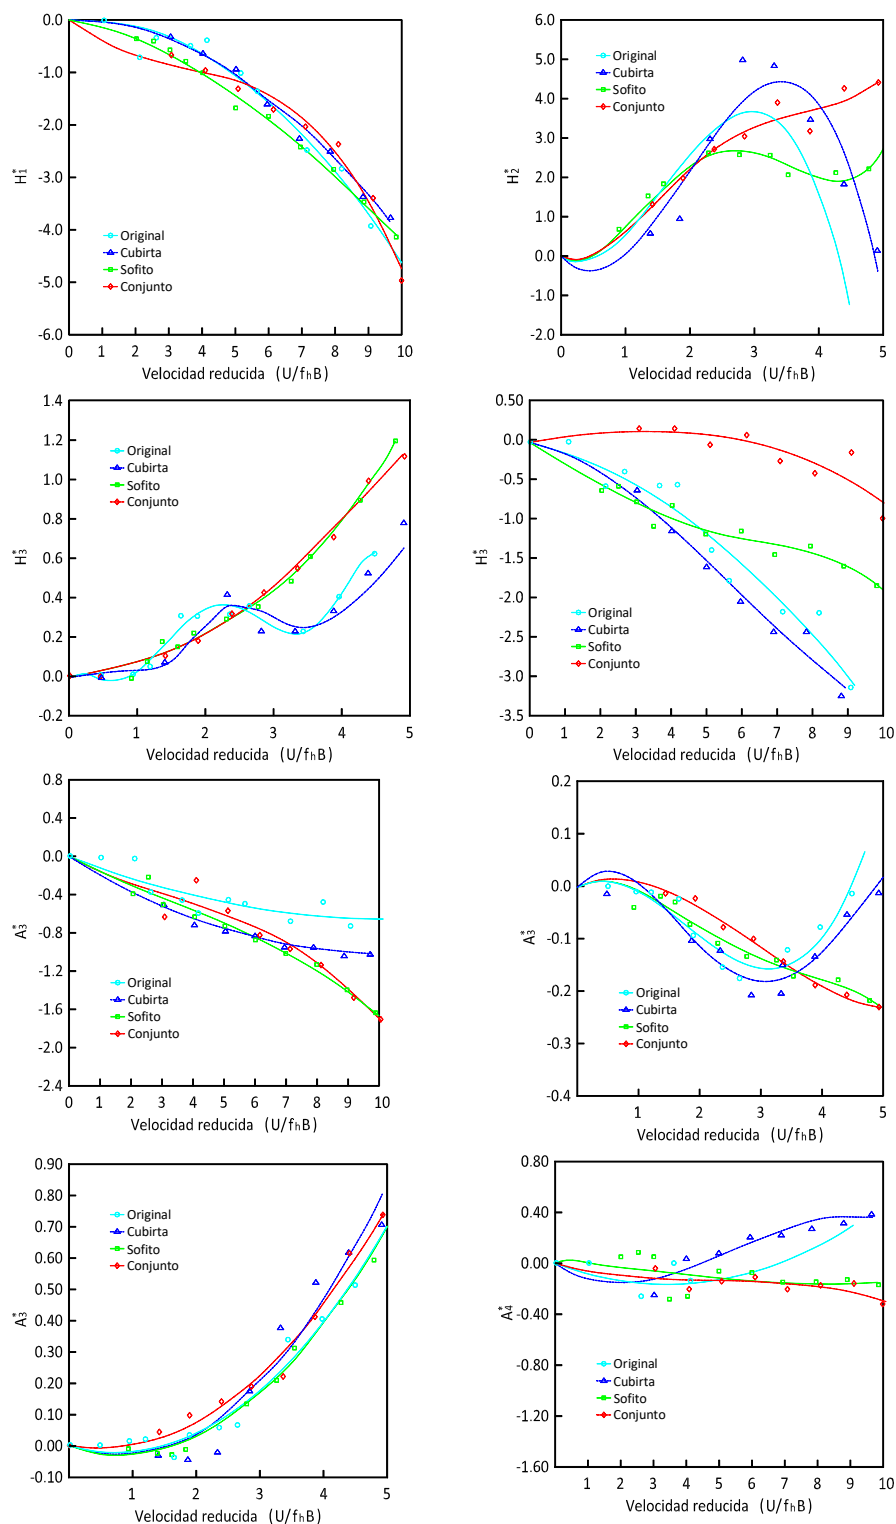 0.0
-1.0
-2.0
-3.0
-4.0
-5.0
-6.0
H*1
Original
Cubirta
Sofito
Conjunto
0 1 2 3 4 5 6 7 8 9 10
Velocidad reducida (U/fhB)
6.0
5.0
4.0
3.0
2.0
1.0
0.0
-1.0
-2.0
H*2
Original
Cubirta
Sofito
Conjunto
0 1 2 3 4 5
Velocidad reducida (U/fhB)
1.4
1.2
1.0
0.8
0.6
0.4
0.2
0.0
-0.2
H*3
Original
Cubirta
Sofito
Conjunto
0 1 2 3 4 5
Velocidad reducida (U/fhB)
0.50
0.0
-0.5
-1.0
-1.5
-2.0
-2.5
-3.0
-3.5
H*3
Original
Cubirta
Sofito
Conjunto
0 1 2 3 4 5 6 7 8 9 10
Velocidad reducida (U/fhB)
0.8
0.4
0.0
-0.4
-0.8
-1.2
-1.6
-2.0
-2.4
A*3
Original
Cubirta
Sofito
Conjunto
0 1 2 3 4 5 6 7 8 9 10
Velocidad reducida (U/fhB)
0.2
0.1
0.0
-0.1
-0.2
-0.3
-0.4
A*3
Original
Cubirta
Sofito
Conjunto
1 2 3 4 5
Velocidad reducida (U/fhB)
0.90
0.80
0.70
0.60
0.50
0.40
0.30
0.20
0.10
0.00
-0.10
A*3
Original
Cubirta
Sofito
Conjunto
1 2 3 4 5
Velocidad reducida (U/fhB)
0.80
0.40
0.00
-0.40
-0.80
-1.20
-1.60
A*4
Original
Cubirta
Sofito
Conjunto
0 1 2 3 4 5 6 7 8 9 10
Velocidad reducida (U/fhB)